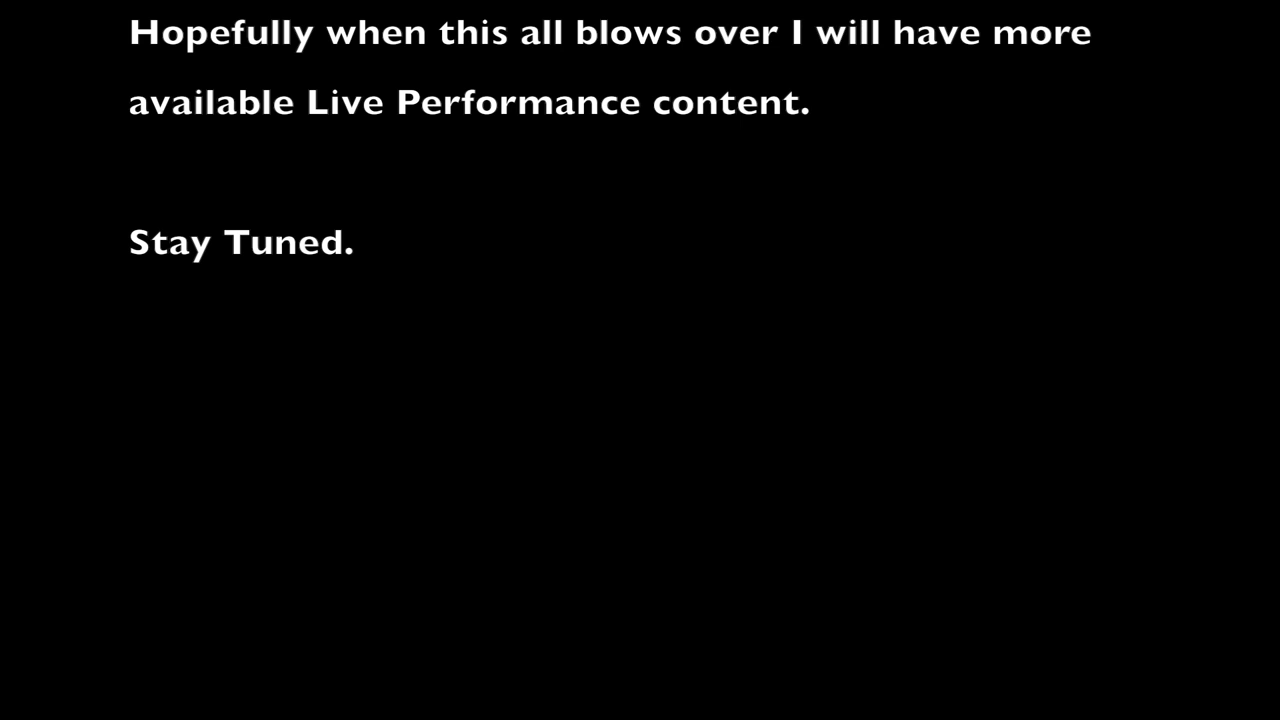 Hopefully when this all blows over I will have more
available Live Performance content.
Stay Tuned.